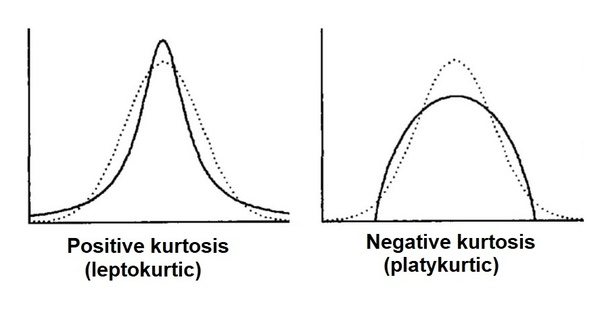 Positive kurtosis
(leptokurtic)
Negative kurtosis
(platykurtic)